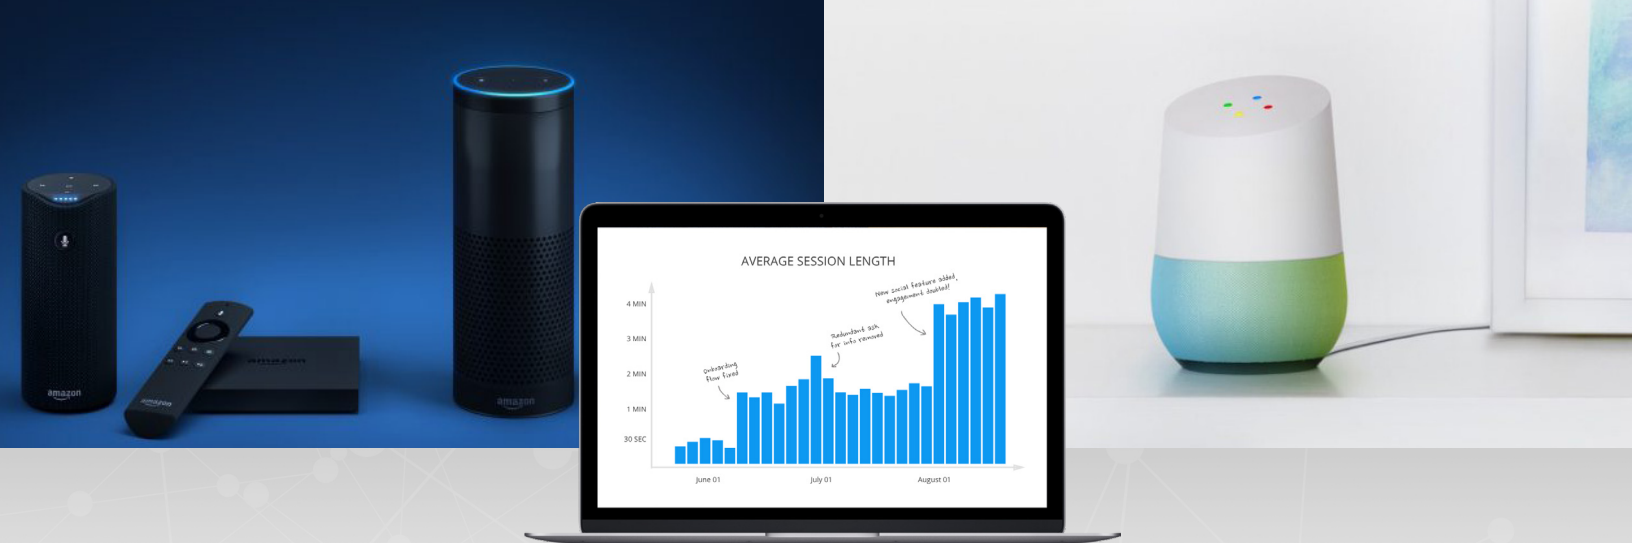 amazon
amazon
amazon
amazon
AVERAGE SESSION LENGTH
4 MIN
3 MIN
2 MIN
1 MIN
30 SEC
Onboarding
flow fixed
Redundant ask
for info removed
New social feature added,
engagement doubled!
June 01
July 01
August 01